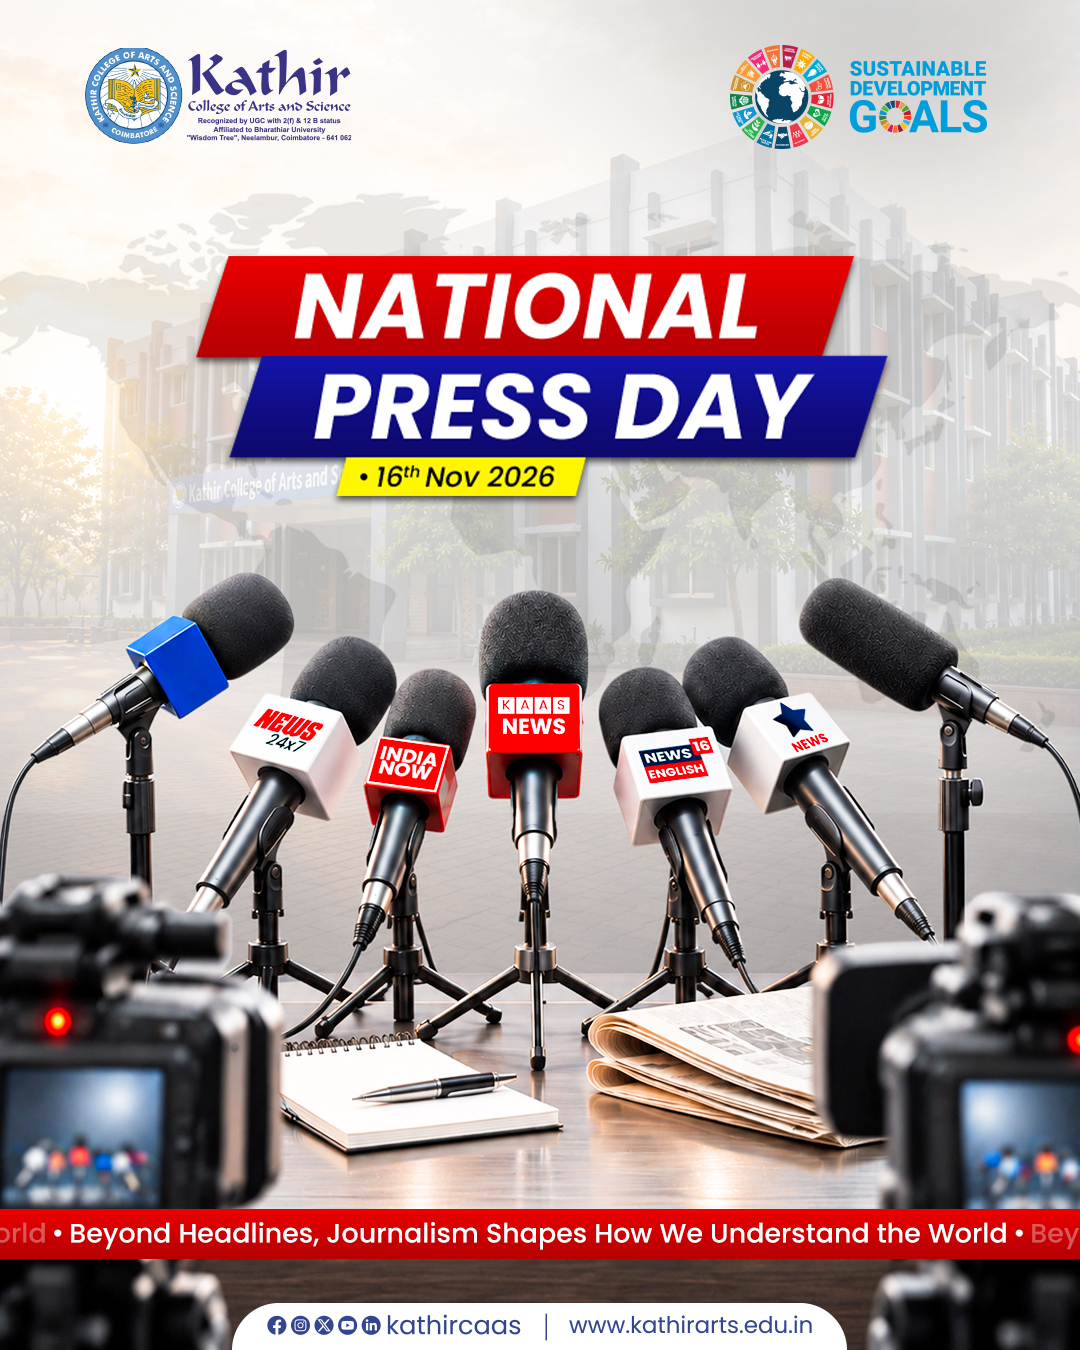 KATHIR COLLEGE OF ARTS AND SCIENCE
COIMBATORE
Kathir
College of Arts and Science
Recognized by UGC with 2(f) & 12 B status
Affiliated to Bharathiar University
"Wisdom Tree", Neelambur, Coimbatore - 641 062
SUSTAINABLE
DEVELOPMENT
GOALS
NATIONAL
PRESS DAY
• 16th Nov 2026
Kathir College of Arts and S
NEWS
24x7
INDIA
NOW
KAAS
NEWS
NEWS 16
ENGLISH
NEWS
orld • Beyond Headlines, Journalism Shapes How We Understand the World • Bey
kathircaas | www.kathirarts.edu.in